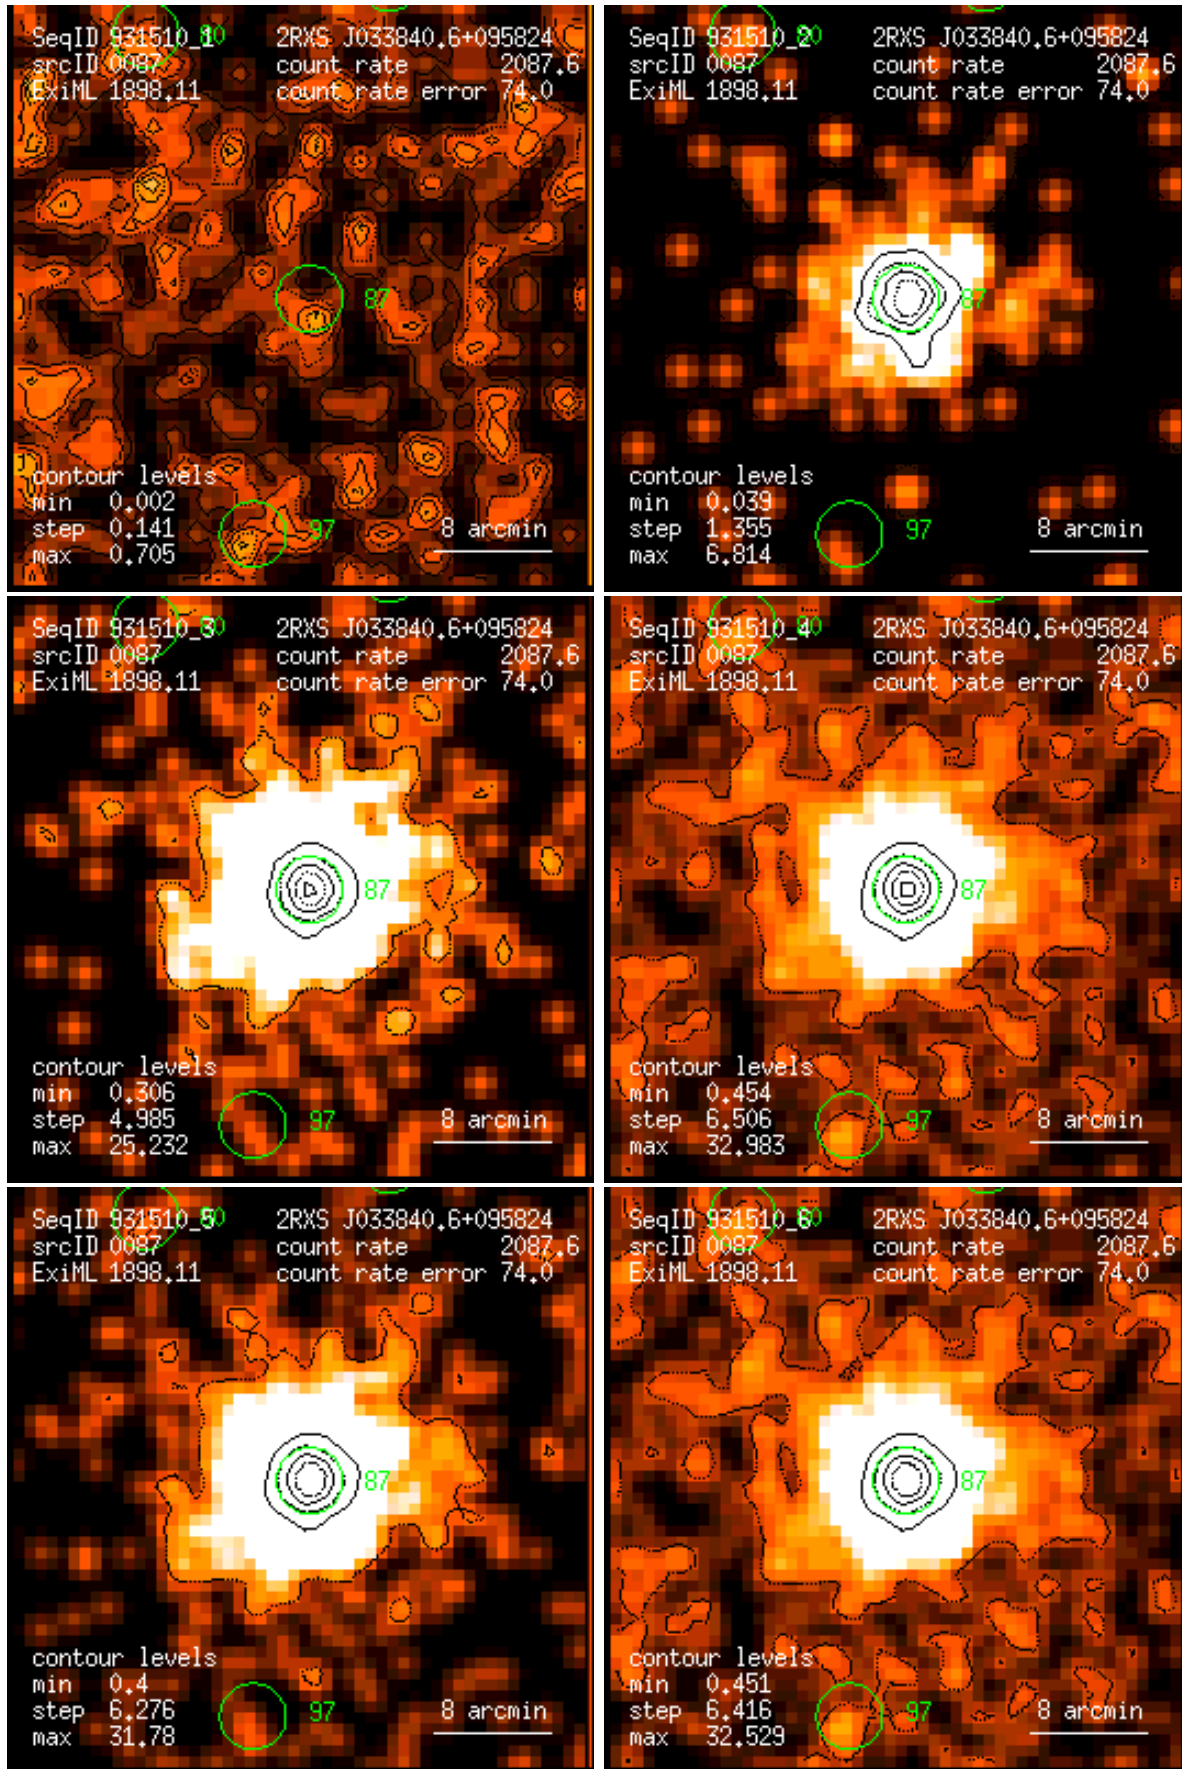 SeqID 931510_1 80 2RXS J033840.6+095824
srcID 0087 count rate 2087.6
ExiML 1898.11 count rate error 74.0
87
contour levels
min 0.002
step 0.141 97 8 arcmin
max 0.705
SeqID 931510_2 80 2RXS J033840.6+095824
srcID 0087 count rate 2087.6
ExiML 1898.11 count rate error 74.0
87
contour levels
min 0.039
step 1.355 97 8 arcmin
max 6.814
SeqID 931510_3 80 2RXS J033840.6+095824
srcID 0087 count rate 2087.6
ExiML 1898.11 count rate error 74.0
87
contour levels
min 0.306
step 4.985 97 8 arcmin
max 25.232
SeqID 931510_4 80 2RXS J033840.6+095824
srcID 0087 count rate 2087.6
ExiML 1898.11 count rate error 74.0
87
contour levels
min 0.454
step 6.506 97 8 arcmin
max 32.983
SeqID 931510_5 80 2RXS J033840.6+095824
srcID 0087 count rate 2087.6
ExiML 1898.11 count rate error 74.0
87
contour levels
min 0.4
step 6.276 97 8 arcmin
max 31.78
SeqID 931510_6 80 2RXS J033840.6+095824
srcID 0087 count rate 2087.6
ExiML 1898.11 count rate error 74.0
87
contour levels
min 0.451
step 6.416 97 8 arcmin
max 32.529